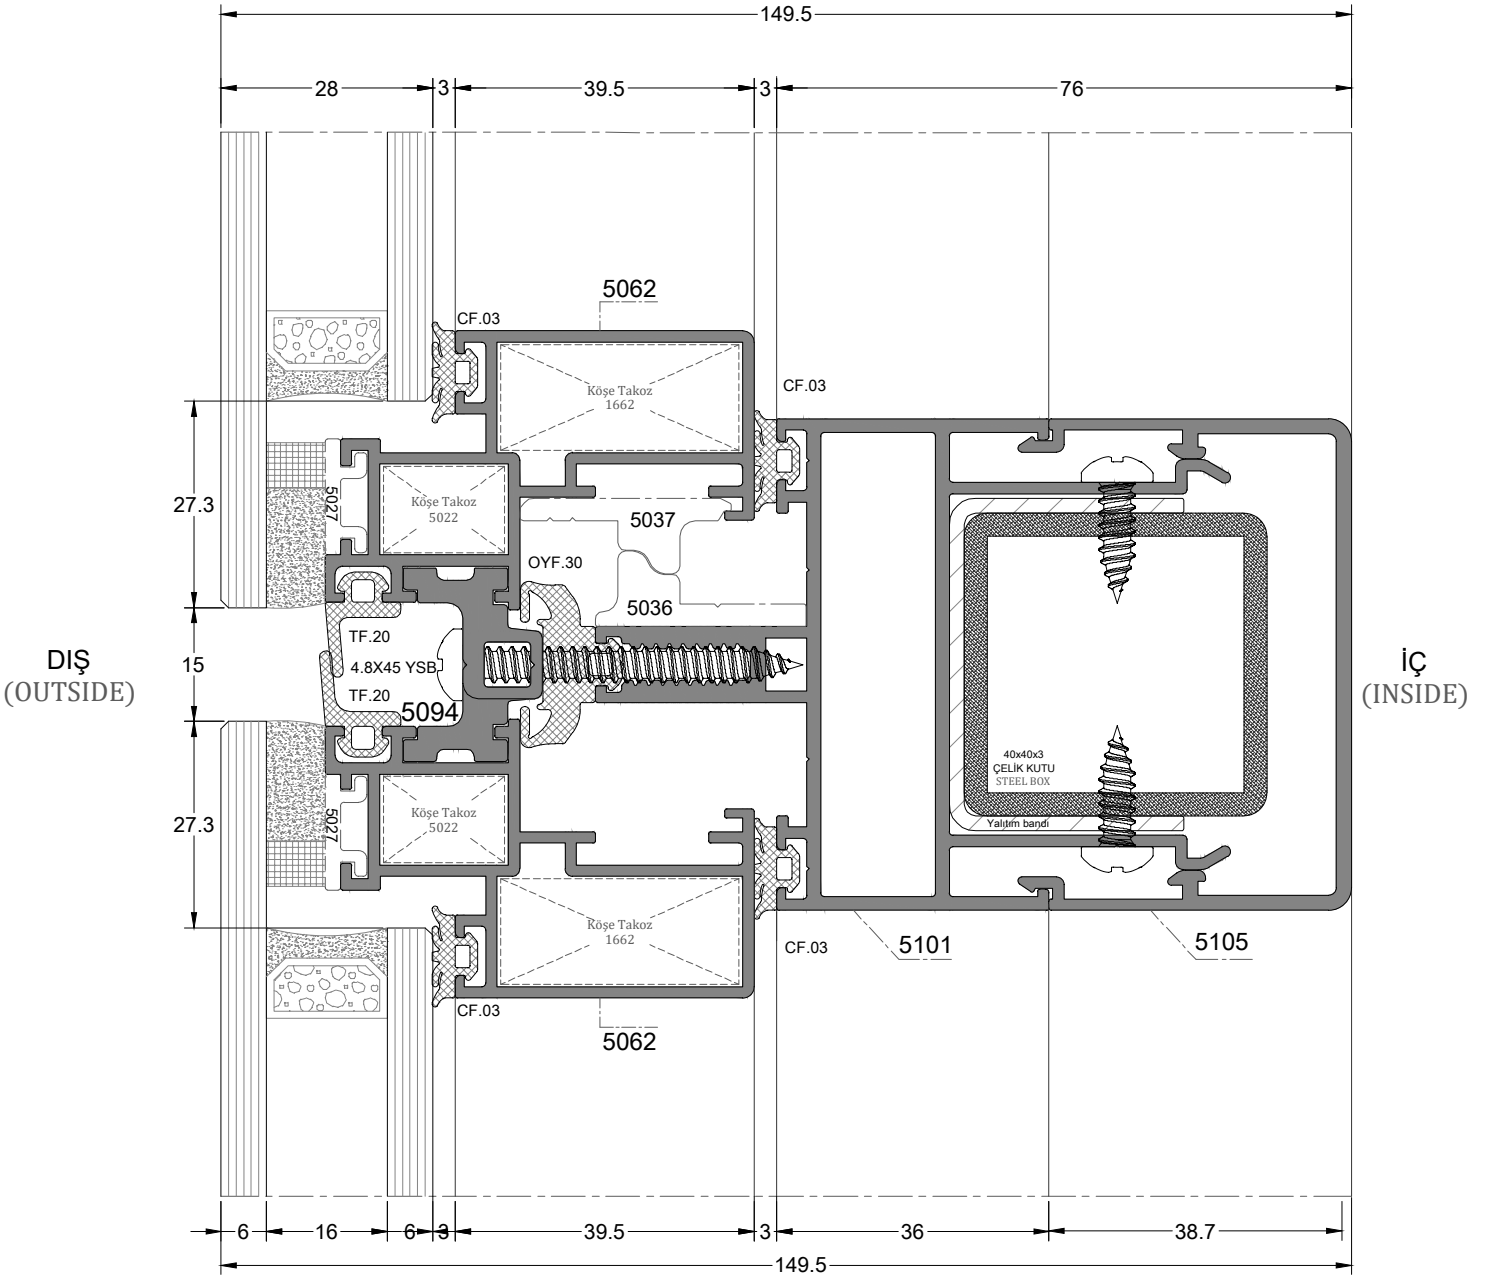 149.5
28
3
39.5
3
76
5062
CF.03
Köşe Takoz
1662
CF.03
27.3
5027
Köşe Takoz
5022
5037
OYF.30
5036
TF.20
4.8X45 YSB
TF.20
5094
15
DIŞ
(OUTSIDE)
İÇ
(INSIDE)
40x40x3
ÇELİK KUTU
STEEL BOX
Yalıtım bandı
27.3
5027
Köşe Takoz
5022
Köşe Takoz
1662
CF.03
5101
5105
CF.03
5062
6
16
6
3
39.5
3
36
38.7
149.5